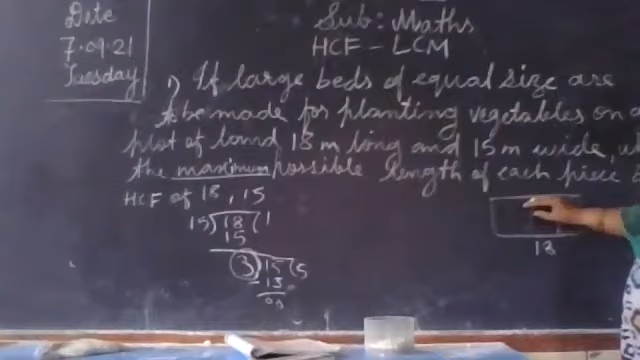 Date
7.09.21
Tuesday
Sub: Maths
HCF - LCM
1) If large beds of equal size are
to be made for planting vegetables on a
plot of land 18 m long and 15 m wide,
the maximum possible length of each piece
HCF of 18, 15
15) 18 (1
15
3) 15 (5
15
00
18